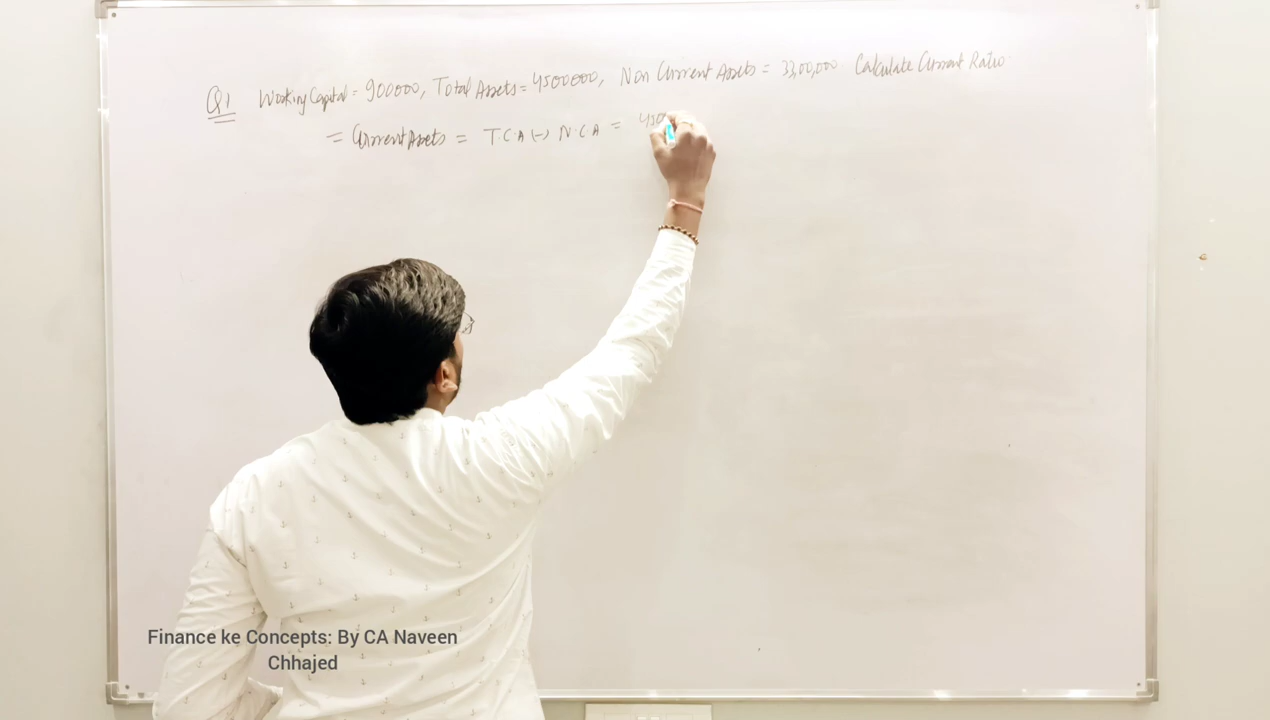 Q1 Working Capital = 900000, Total Assets = 4500000, Non Current Assets = 33,00,000 Calculate Current Ratio
= Current Assets = T.C.A (-) N.C.A = 450
Finance ke Concepts: By CA Naveen
Chhajed